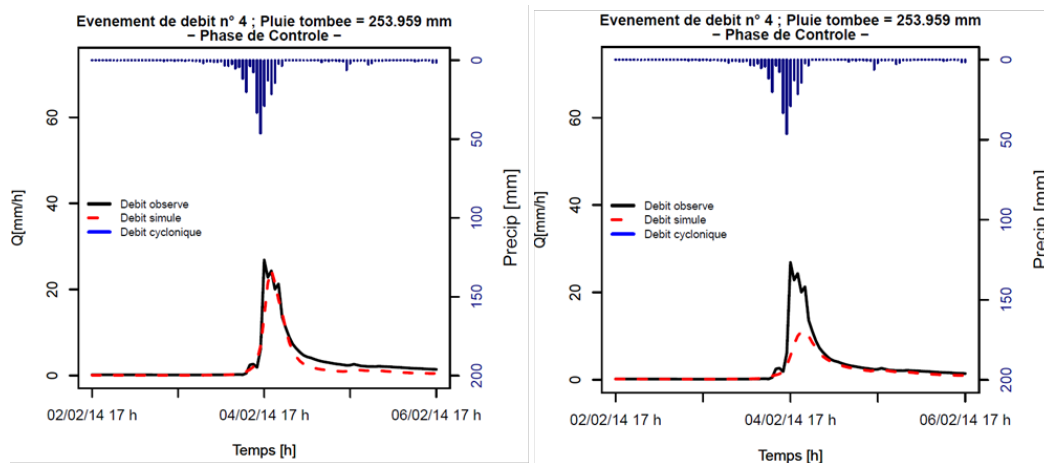 Evenement de debit n° 4 ; Pluie tombee = 253.959 mm
– Phase de Controle –
0
50
100
150
200
Precip [mm]
60
40
20
0
Q[mm/h]
Debit observe
Debit simule
Debit cyclonique
02/02/14 17 h
04/02/14 17 h
06/02/14 17 h
Temps [h]
Evenement de debit n° 4 ; Pluie tombee = 253.959 mm
– Phase de Controle –
0
50
100
150
200
Precip [mm]
60
40
20
0
Q[mm/h]
Debit observe
Debit simule
Debit cyclonique
02/02/14 17 h
04/02/14 17 h
06/02/14 17 h
Temps [h]